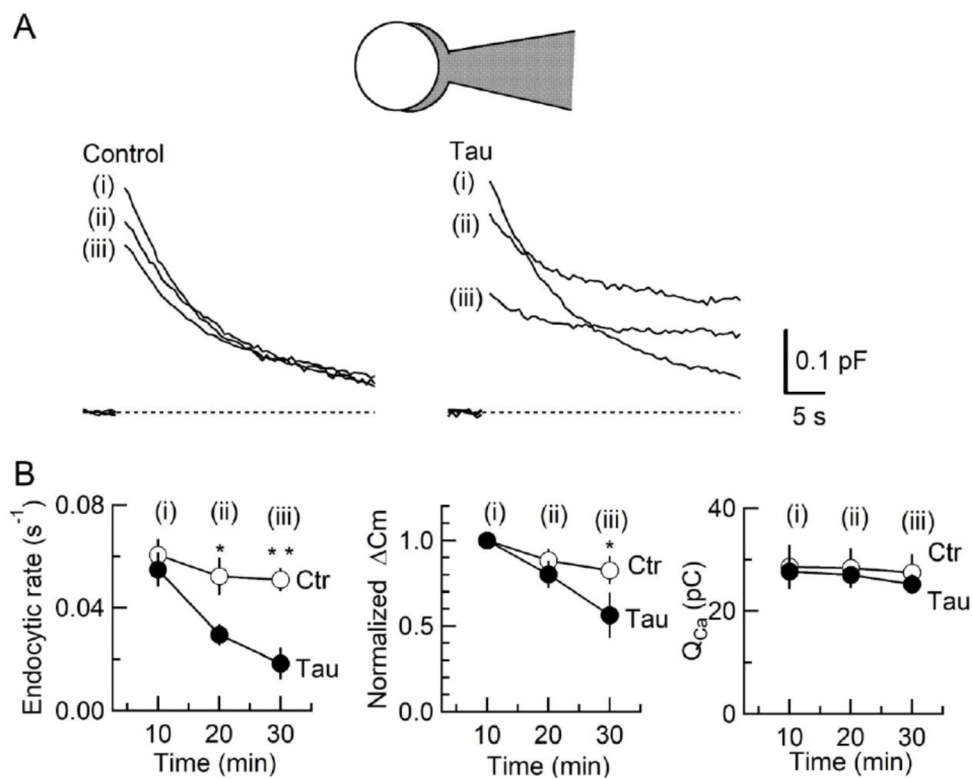 A
Control
(i)
(ii)
(iii)
Tau
(i)
(ii)
(iii)
0.1 pF
5 s
B
Endocytic rate (s⁻¹)
0.08
0.04
0.00
(i) (ii) (iii)
* **
Ctr
Tau
10 20 30
Time (min)
Normalized ΔCm
1.0
0.5
0.0
(i) (ii) (iii)
*
Ctr
Tau
10 20 30
Time (min)
Q_Ca (pC)
40
20
0
(i) (ii) (iii)
Ctr
Tau
10 20 30
Time (min)